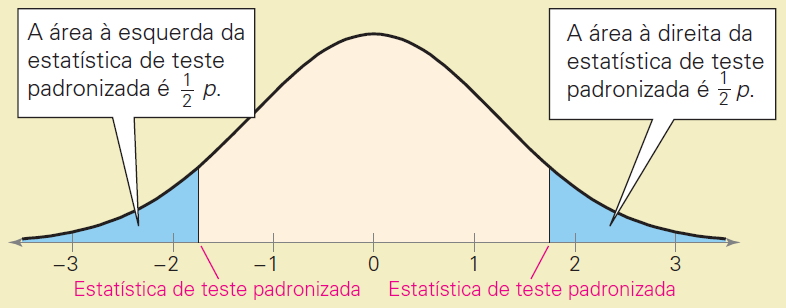 A área à esquerda da
estatística de teste
padronizada é 1/2 p.
A área à direita da
estatística de teste
padronizada é 1/2 p.
−3 −2 −1 0 1 2 3
Estatística de teste padronizada Estatística de teste padronizada